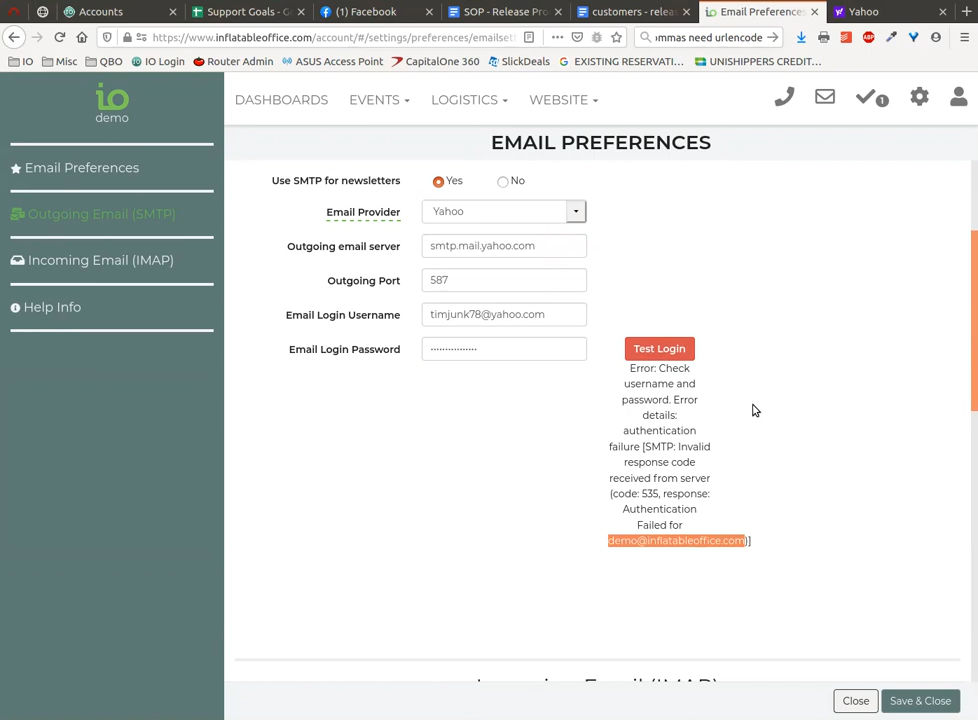 Accounts
Support Goals - G
(1) Facebook
SOP - Release Pro
customers - relea
Email Preferences
Yahoo
https://www.inflatableoffice.com/account/#/settings/preferences/emailset
mmas need urlencode
IO
Misc
QBO
IO Login
Router Admin
ASUS Access Point
CapitalOne 360
SlickDeals
EXISTING RESERVATI...
UNISHIPPERS CREDIT...
io
demo
DASHBOARDS
EVENTS
LOGISTICS
WEBSITE
1
Email Preferences
Outgoing Email (SMTP)
Incoming Email (IMAP)
Help Info
EMAIL PREFERENCES
Use SMTP for newsletters
Yes
No
Email Provider
Yahoo
Outgoing email server
smtp.mail.yahoo.com
Outgoing Port
587
Email Login Username
timjunk78@yahoo.com
Email Login Password
Test Login
Error: Check
username and
password. Error
details:
authentication
failure [SMTP: Invalid
response code
received from server
(code: 535, response:
Authentication
Failed for
demo@inflatableoffice.com)]
Close
Save & Close